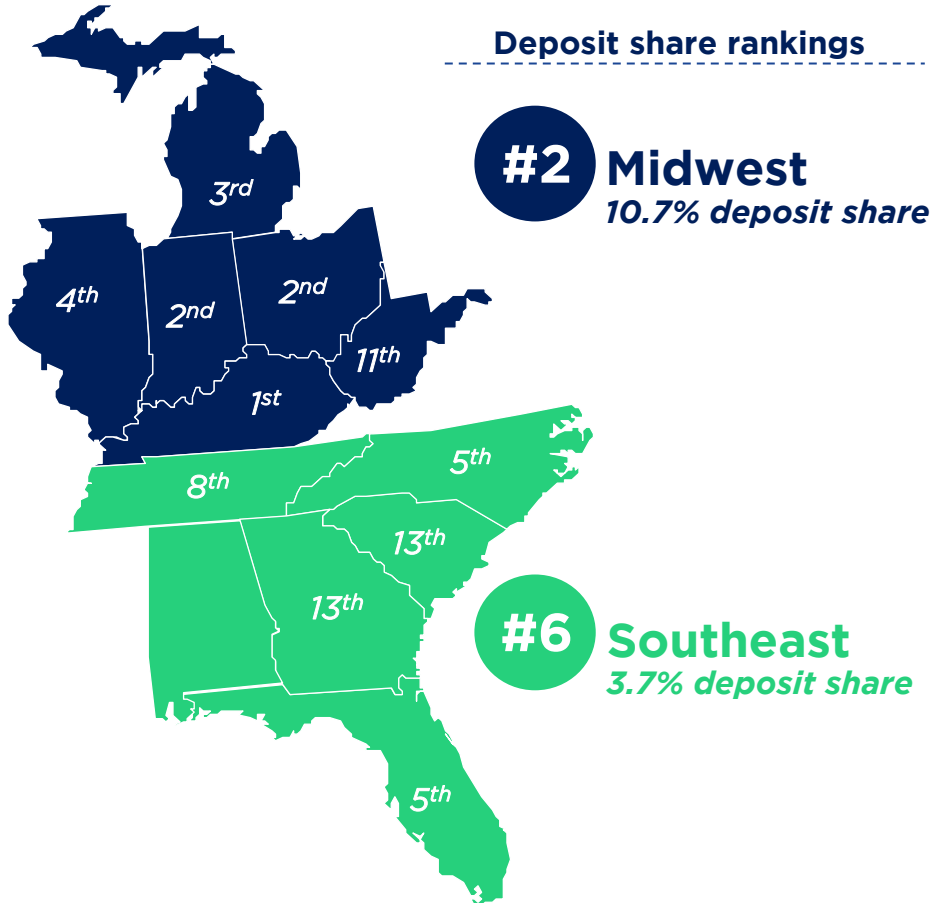 Deposit share rankings
#2
Midwest
10.7% deposit share
3rd
4th
2nd
2nd
11th
1st
8th
5th
13th
13th
#6
Southeast
3.7% deposit share
5th